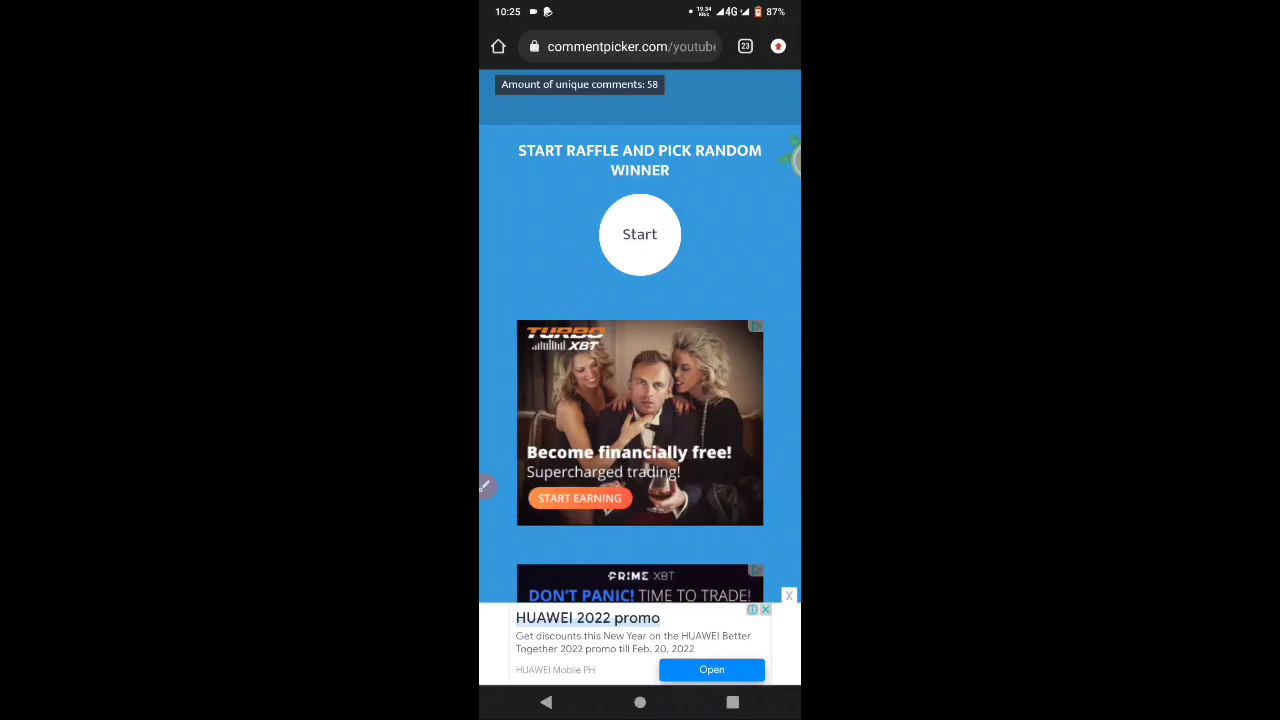 10:25
19.34
KB/s
4G
87%
commentpicker.com/youtube
23
Amount of unique comments: 58
START RAFFLE AND PICK RANDOM
WINNER
Start
TURBO
XBT
Become financially free!
Supercharged trading!
START EARNING
PRIME XBT
DON'T PANIC! TIME TO TRADE!
X
HUAWEI 2022 promo
Get discounts this New Year on the HUAWEI Better
Together 2022 promo till Feb. 20, 2022
HUAWEI Mobile PH
Open